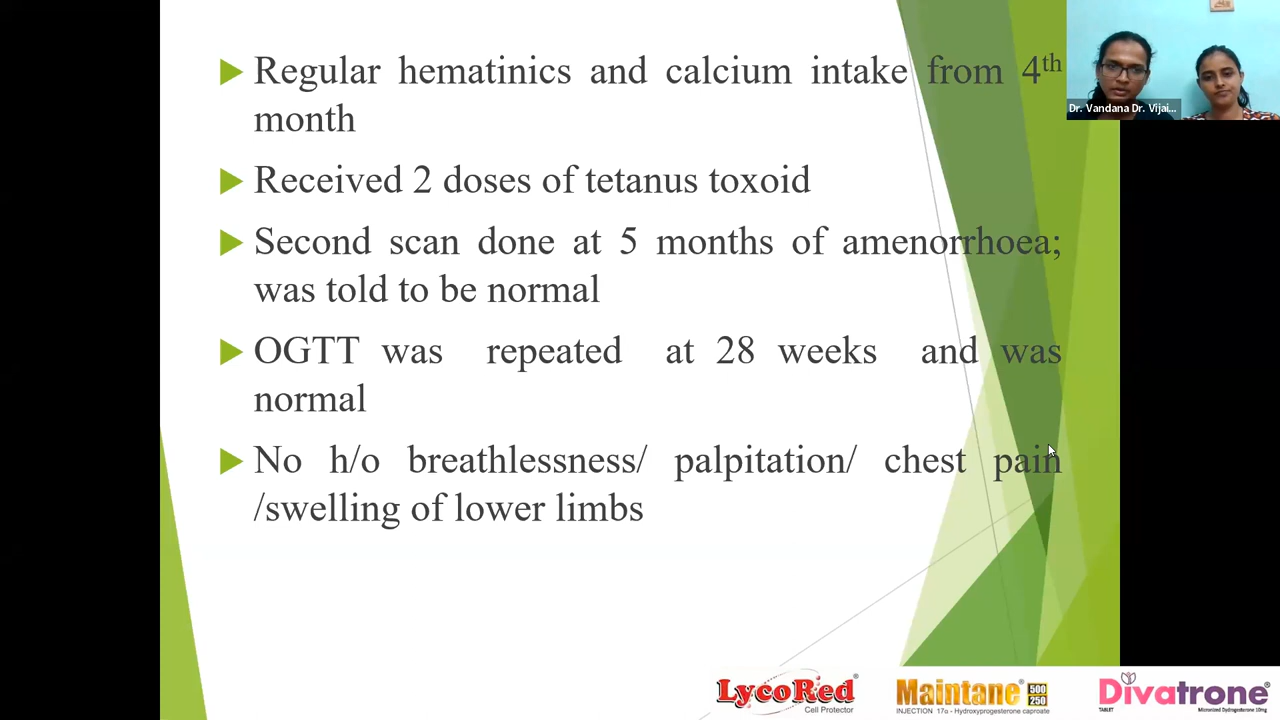 Regular hematinics and calcium intake from 4th
month
Received 2 doses of tetanus toxoid
Second scan done at 5 months of amenorrhoea;
was told to be normal
OGTT was repeated at 28 weeks and was
normal
No h/o breathlessness/ palpitation/ chest pain
/swelling of lower limbs
Dr. Vandana Dr. Vijai...
LycoRed®
Cell Protector
Maintane® 500 250
INJECTION 17α - Hydroxyprogesterone caproate
Divatrone®
TABLET Micronized Dydrogesterone 10mg